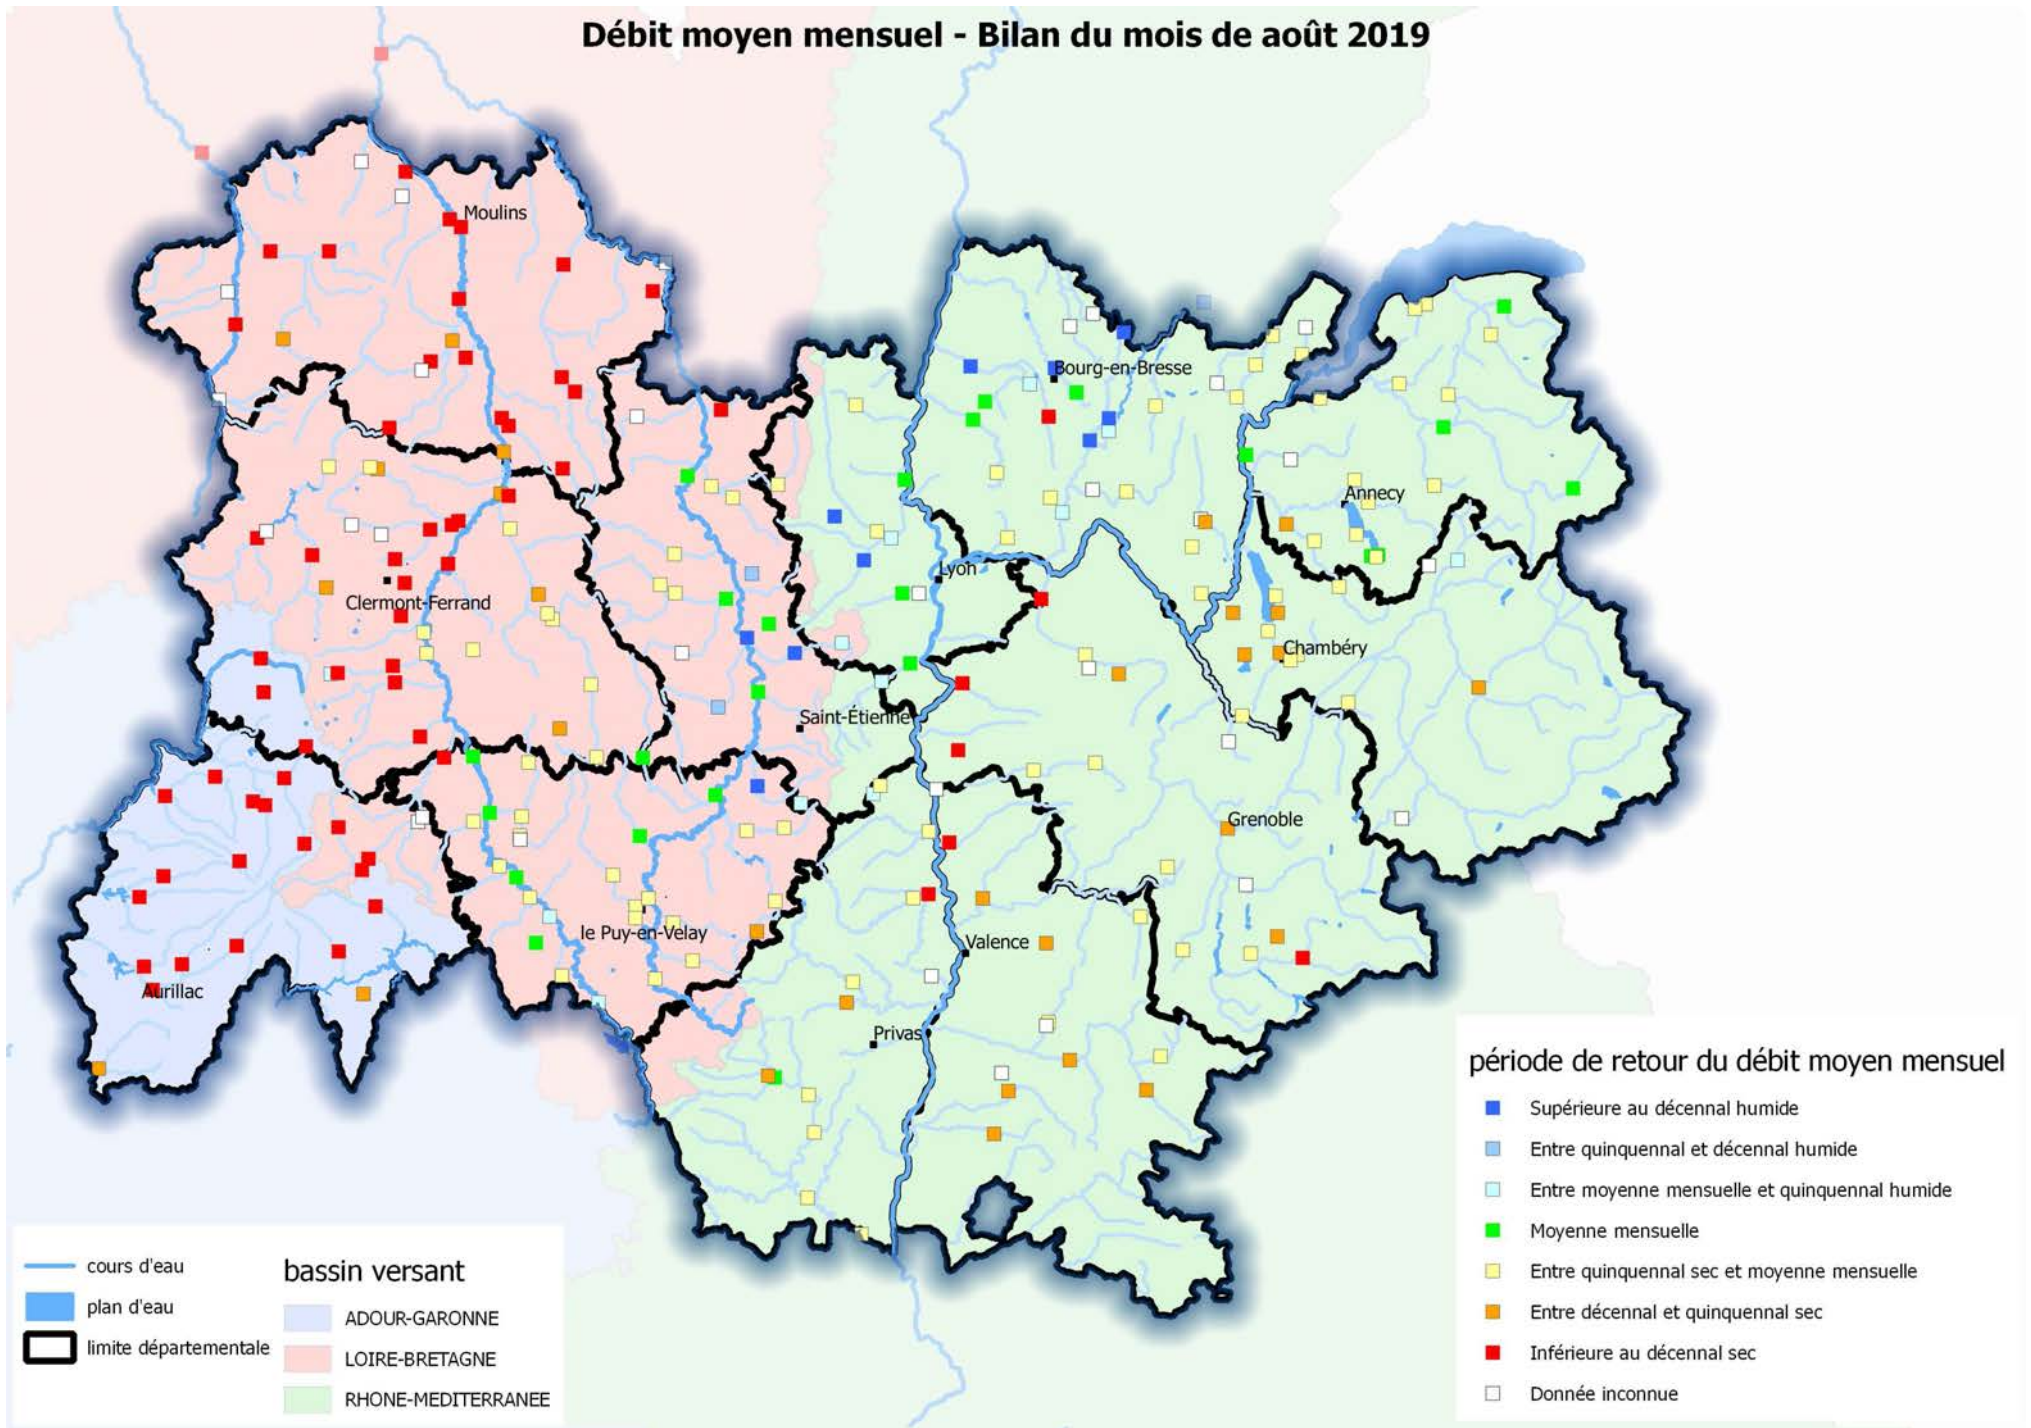 Débit moyen mensuel - Bilan du mois de août 2019
Moulins
Bourg-en-Bresse
Annecy
Lyon
Clermont-Ferrand
Chambéry
Saint-Étienne
Grenoble
le Puy-en-Velay
Valence
Aurillac
Privas
cours d'eau
plan d'eau
limite départementale
bassin versant
ADOUR-GARONNE
LOIRE-BRETAGNE
RHONE-MEDITERRANEE
période de retour du débit moyen mensuel
Supérieure au décennal humide
Entre quinquennal et décennal humide
Entre moyenne mensuelle et quinquennal humide
Moyenne mensuelle
Entre quinquennal sec et moyenne mensuelle
Entre décennal et quinquennal sec
Inférieure au décennal sec
Donnée inconnue